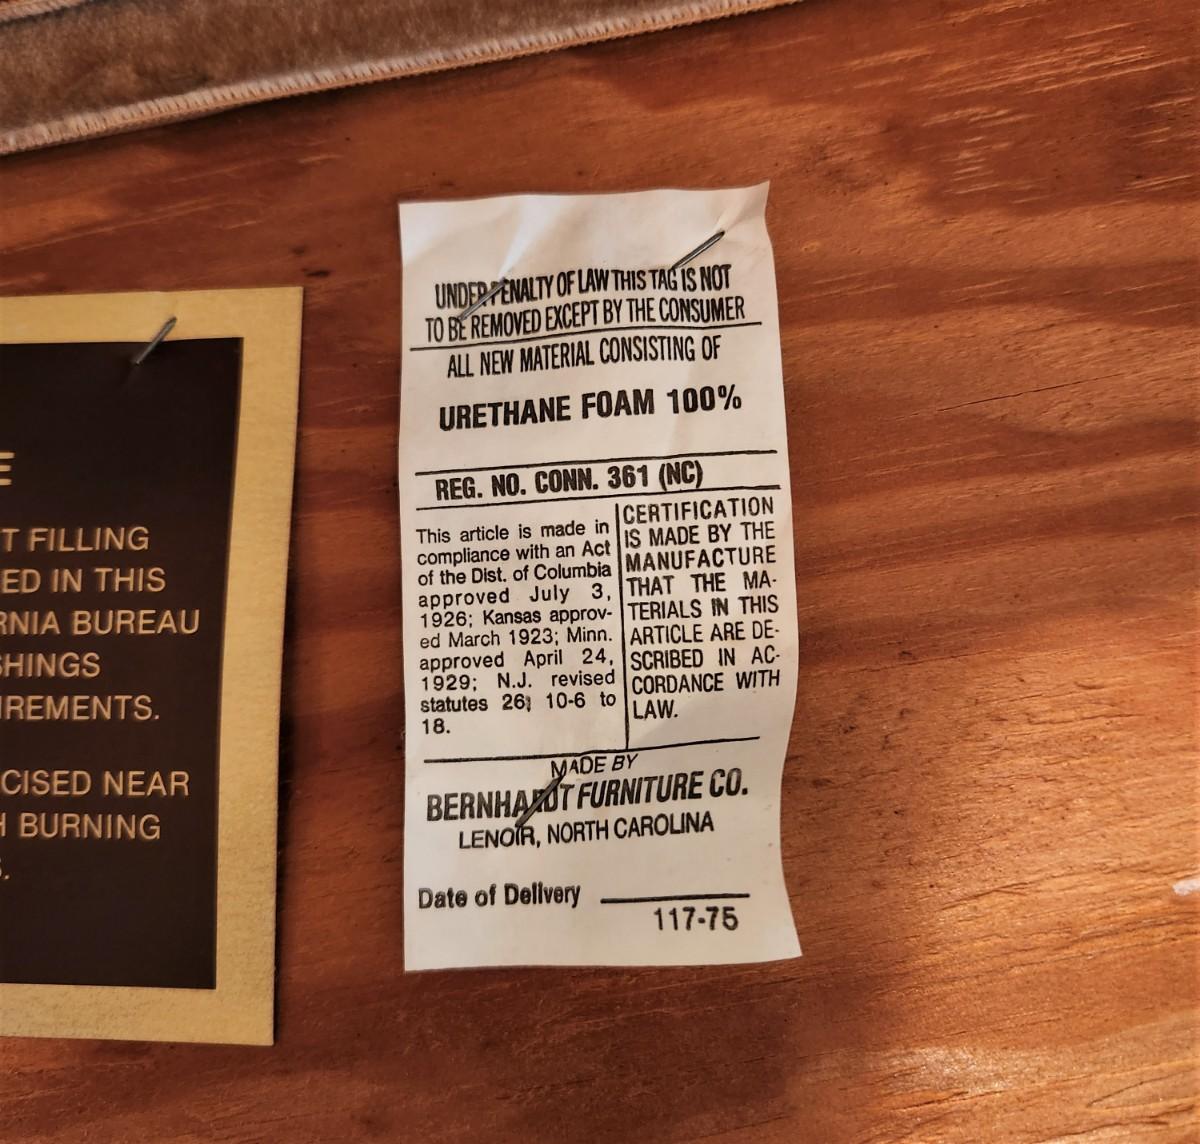 E
T FILLING
ED IN THIS
RNIA BUREAU
SHINGS
IREMENTS.
CISED NEAR
H BURNING
S.
UNDER PENALTY OF LAW THIS TAG IS NOT
TO BE REMOVED EXCEPT BY THE CONSUMER
ALL NEW MATERIAL CONSISTING OF
URETHANE FOAM 100%
REG. NO. CONN. 361 (NC)
This article is made in
compliance with an Act
of the Dist. of Columbia
approved July 3,
1926; Kansas approv-
ed March 1923; Minn.
approved April 24,
1929; N.J. revised
statutes 26; 10-6 to
18.
CERTIFICATION
IS MADE BY THE
MANUFACTURE
THAT THE MA-
TERIALS IN THIS
ARTICLE ARE DE-
SCRIBED IN AC-
CORDANCE WITH
LAW.
MADE BY
BERNHARDT FURNITURE CO.
LENOIR, NORTH CAROLINA
Date of Delivery
117-75